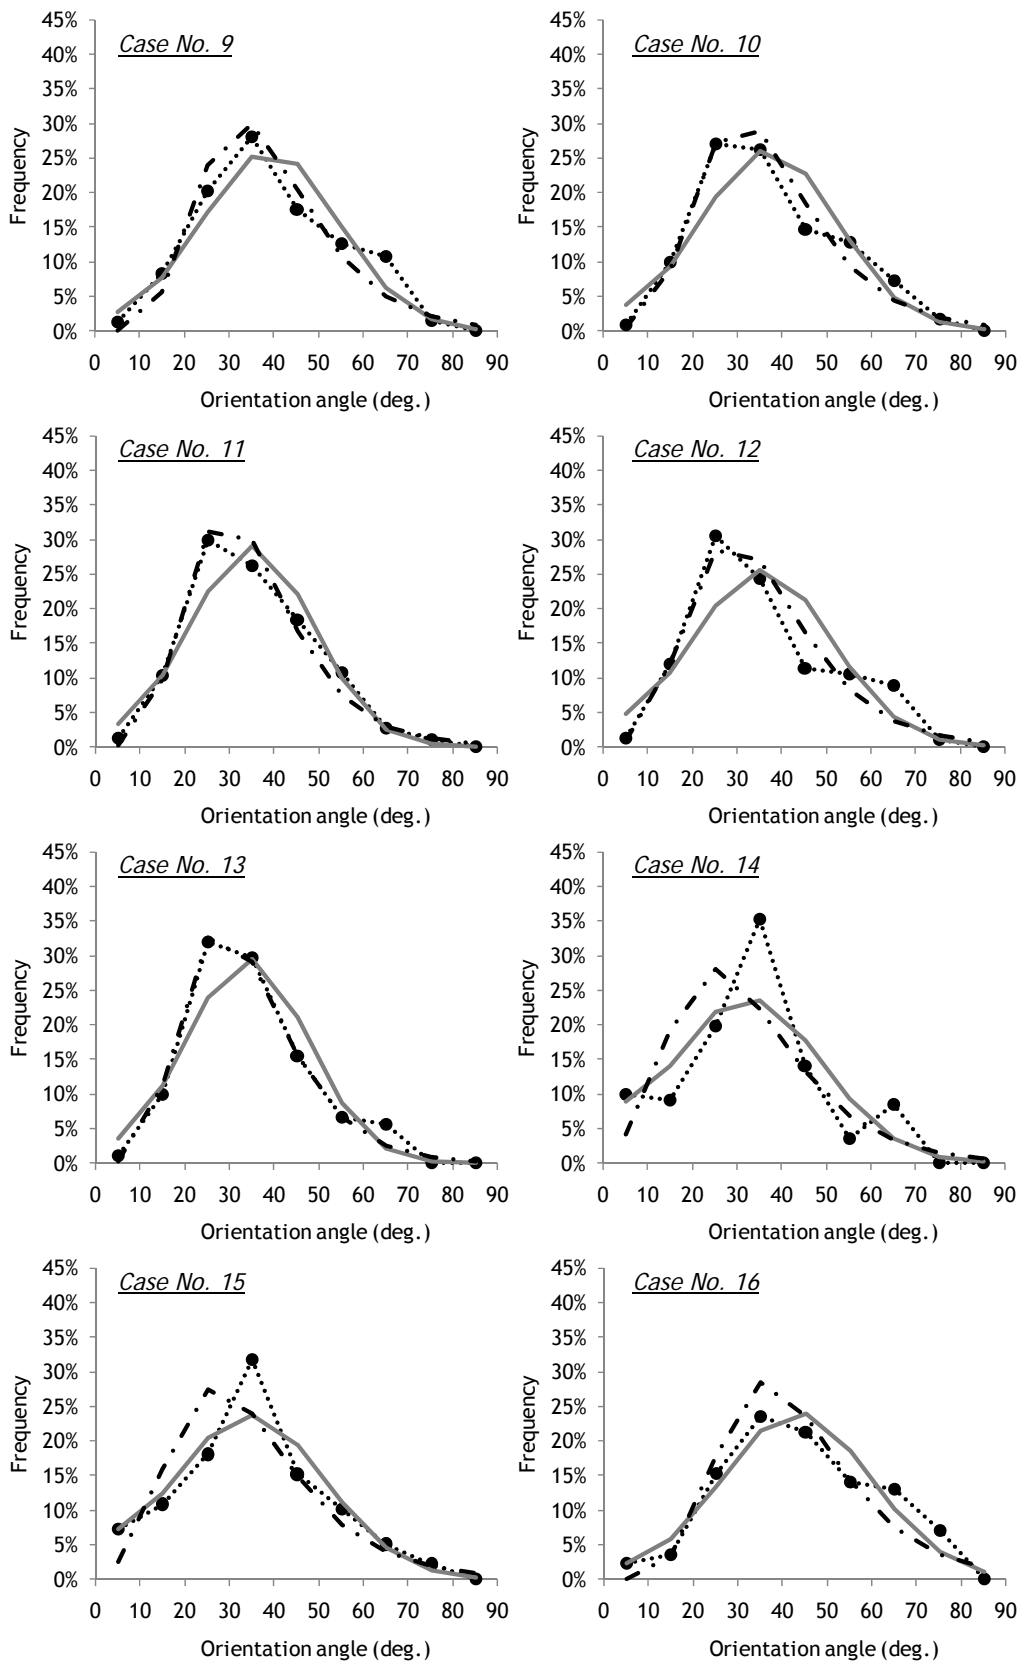 45%
40%
35%
30%
25%
20%
15%
10%
5%
0%
Frequency
Case No. 9
0 10 20 30 40 50 60 70 80 90
Orientation angle (deg.)
45%
40%
35%
30%
25%
20%
15%
10%
5%
0%
Frequency
Case No. 10
0 10 20 30 40 50 60 70 80 90
Orientation angle (deg.)
45%
40%
35%
30%
25%
20%
15%
10%
5%
0%
Frequency
Case No. 11
0 10 20 30 40 50 60 70 80 90
Orientation angle (deg.)
45%
40%
35%
30%
25%
20%
15%
10%
5%
0%
Frequency
Case No. 12
0 10 20 30 40 50 60 70 80 90
Orientation angle (deg.)
45%
40%
35%
30%
25%
20%
15%
10%
5%
0%
Frequency
Case No. 13
0 10 20 30 40 50 60 70 80 90
Orientation angle (deg.)
45%
40%
35%
30%
25%
20%
15%
10%
5%
0%
Frequency
Case No. 14
0 10 20 30 40 50 60 70 80 90
Orientation angle (deg.)
45%
40%
35%
30%
25%
20%
15%
10%
5%
0%
Frequency
Case No. 15
0 10 20 30 40 50 60 70 80 90
Orientation angle (deg.)
45%
40%
35%
30%
25%
20%
15%
10%
5%
0%
Frequency
Case No. 16
0 10 20 30 40 50 60 70 80 90
Orientation angle (deg.)